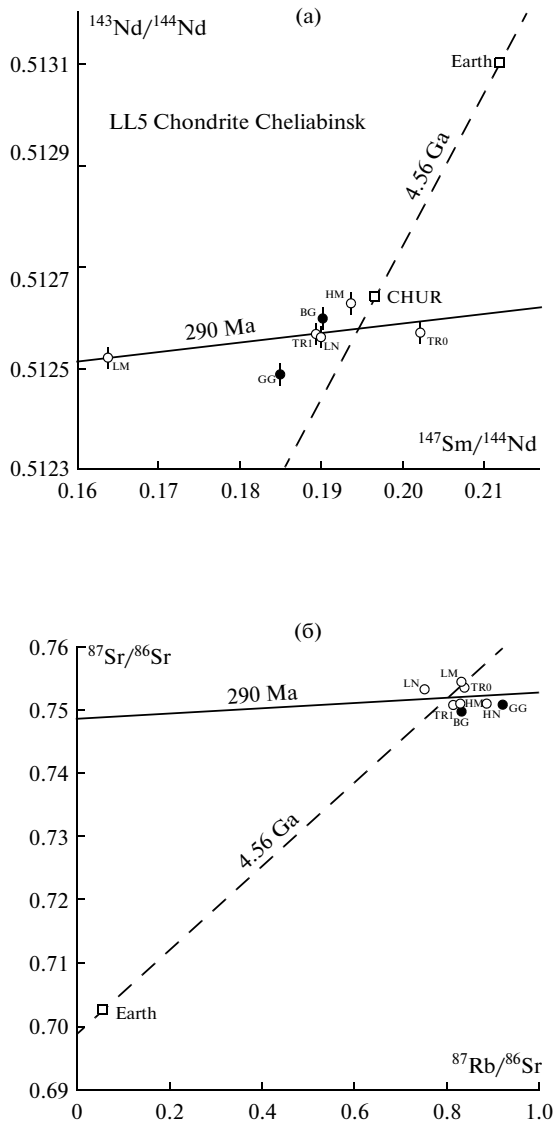 (а)
¹⁴³Nd/¹⁴⁴Nd
0.5131
Earth
LL5 Chondrite Cheliabinsk
0.5129
4.56 Ga
0.5127
HM
CHUR
BG
290 Ma
TR1
LN
TR0
LM
0.5125
GG
¹⁴⁷Sm/¹⁴⁴Nd
0.5123
0.16 0.17 0.18 0.19 0.20 0.21
(б)
0.76
⁸⁷Sr/⁸⁶Sr
LM
LN
TR0
290 Ma
0.75
TR1
HM
HN
GG
BG
0.74
0.73
4.56 Ga
0.72
0.71
0.70
Earth
⁸⁷Rb/⁸⁶Sr
0.69
0 0.2 0.4 0.6 0.8 1.0